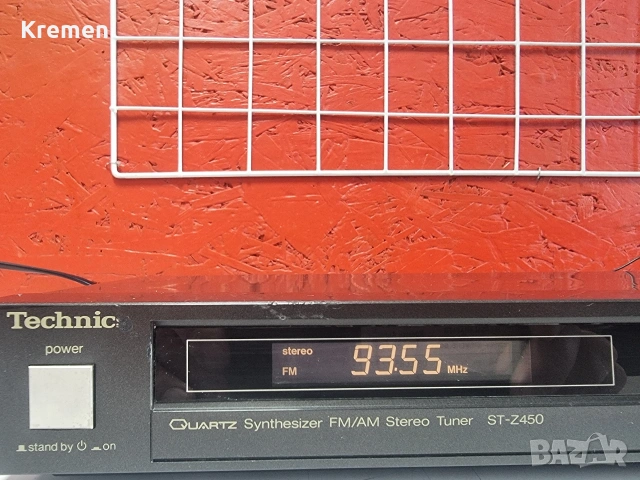 Kremen
Technics
power
stereo
FM 93.55 MHz
QUARTZ Synthesizer FM/AM Stereo Tuner ST-Z450
stand by on
BAZAR